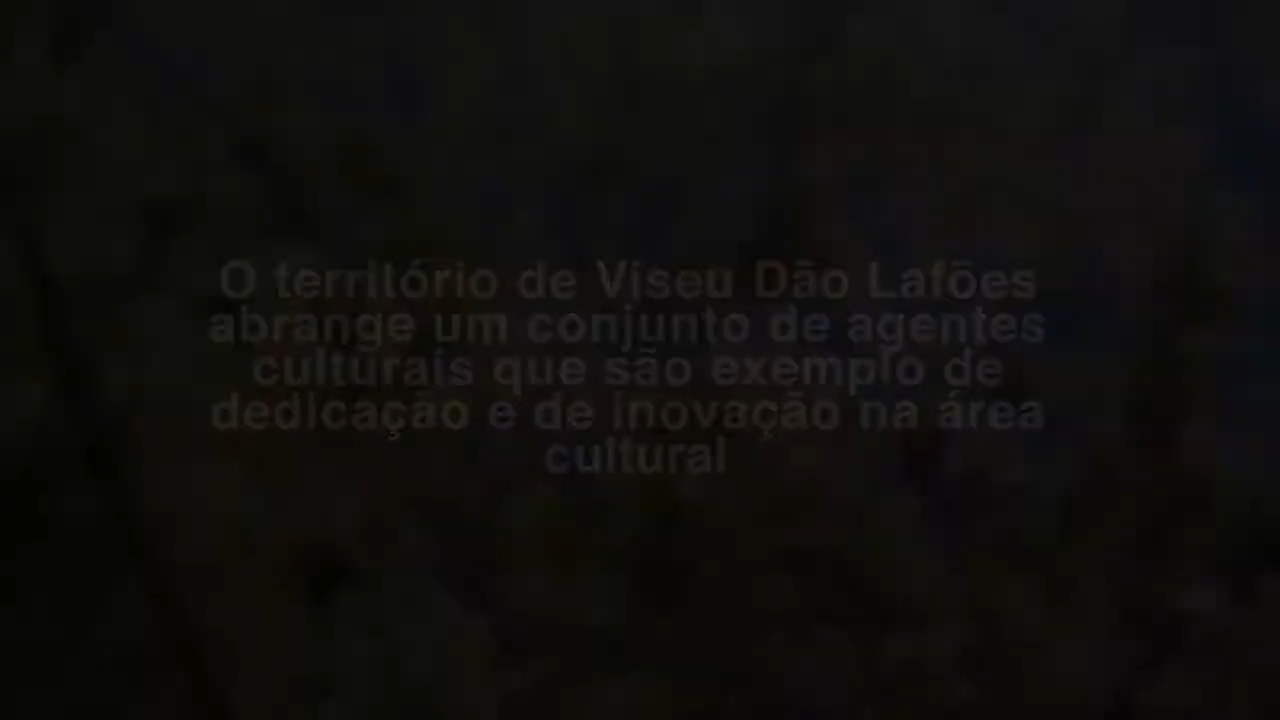 O território de Viseu Dão Lafões
abrange um conjunto de agentes
culturais que são exemplo de
dedicação e de inovação na área
cultural